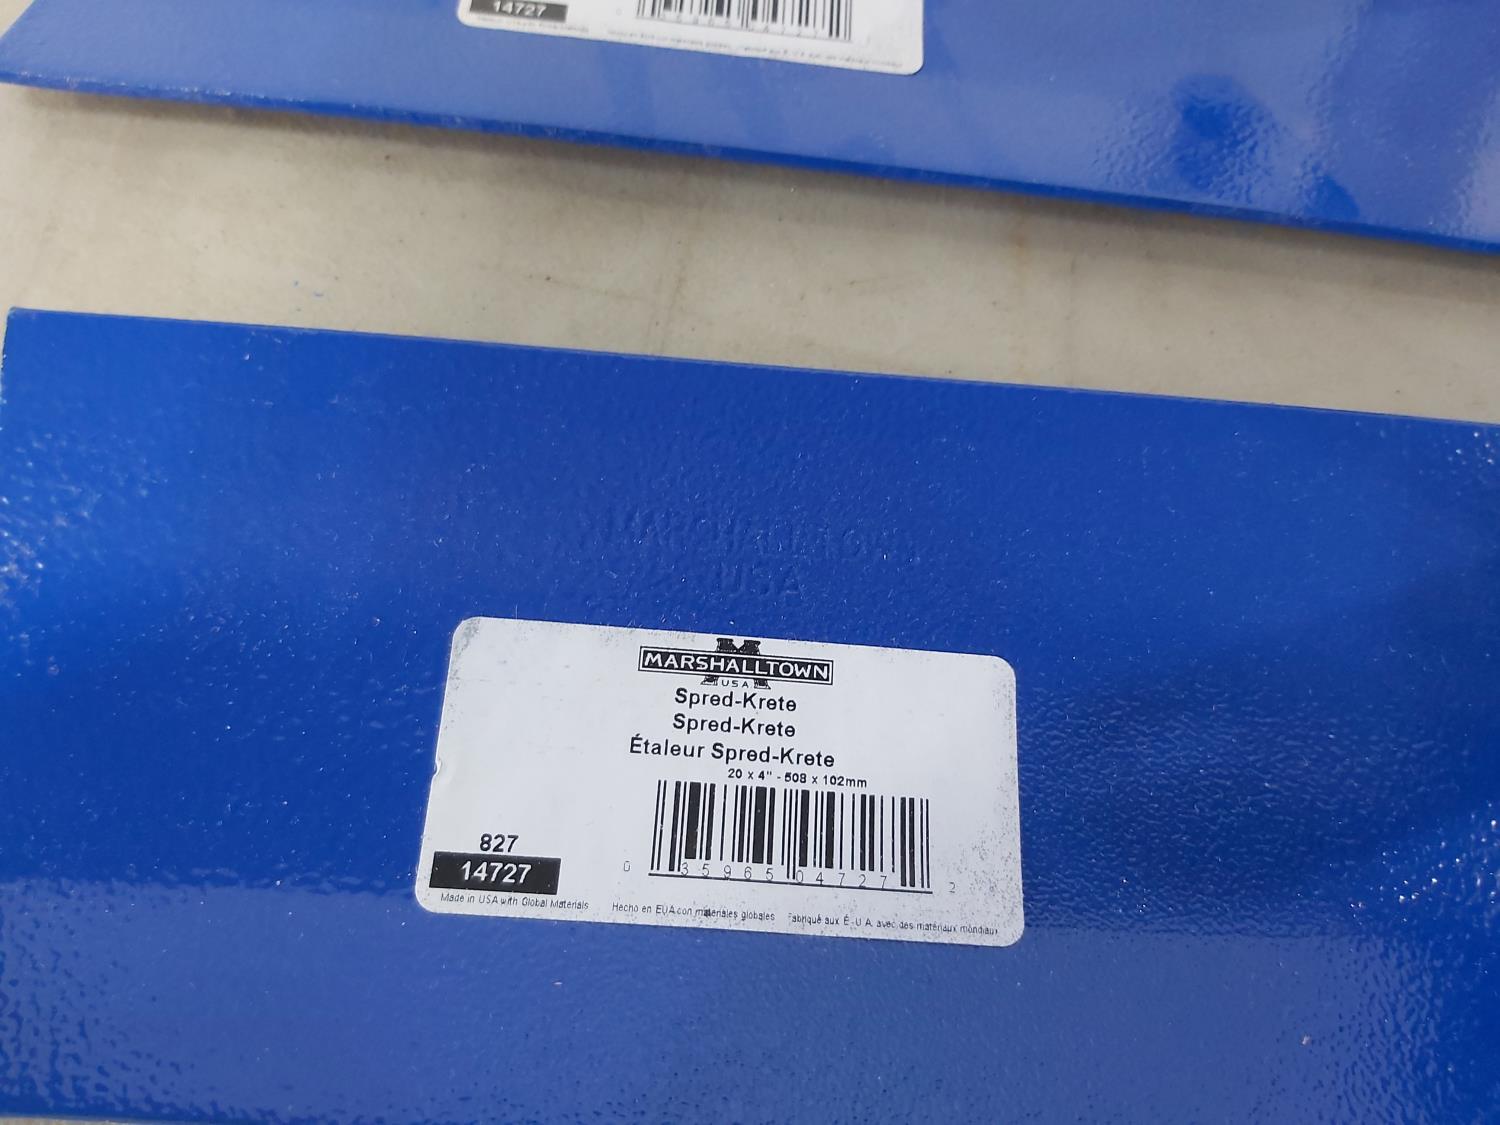 14727
MARSHALLTOWN
USA
MARSHALLTOWN
USA
Spred-Krete
Spred-Krete
Étaleur Spred-Krete
20 x 4" - 508 x 102mm
827
14727
0 35965 04727 2
Made in USA with Global Materials Hecho en EUA con materiales globales Fabriqué aux É.-U.A. avec des matériaux mondiaux